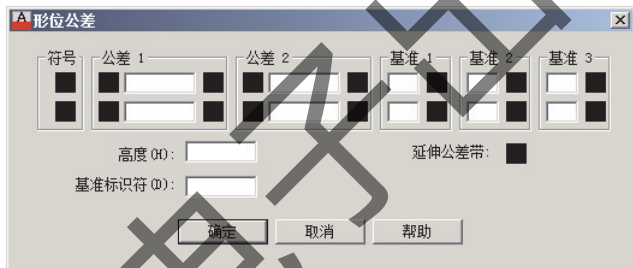 形位公差
符号 公差 1 公差 2 基准 1 基准 2 基准 3
高度(H): 延伸公差带:
基准标识符(D):
确定 取消 帮助